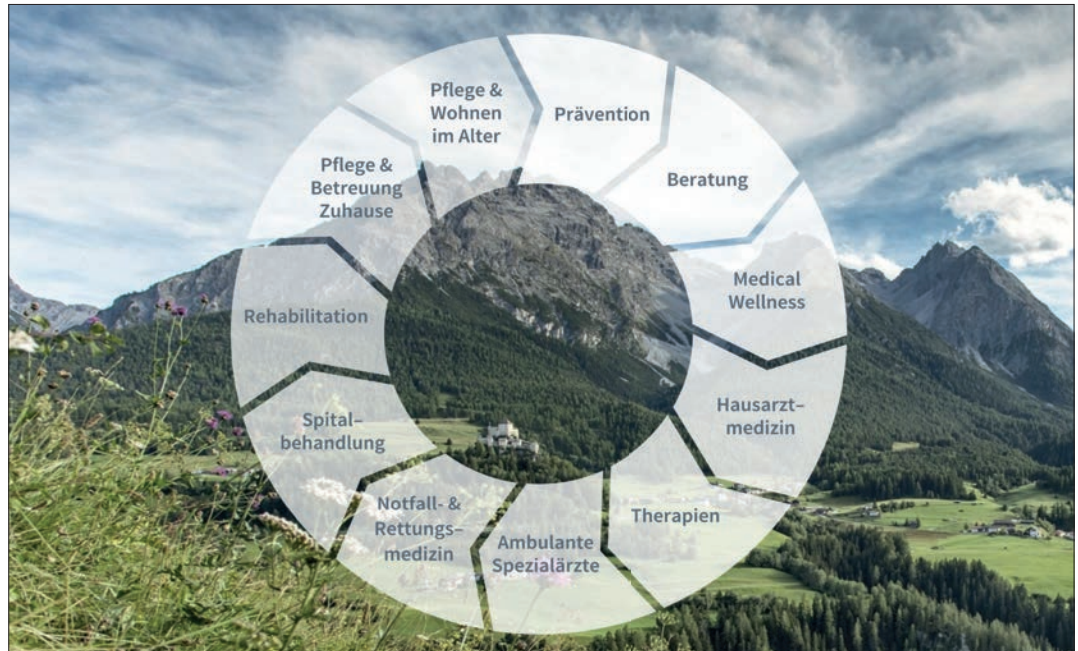 Pflege &
Wohnen
im Alter
Prävention
Beratung
Medical
Wellness
Hausarzt–
medizin
Therapien
Ambulante
Spezialärzte
Notfall- &
Rettungs–
medizin
Spital–
behandlung
Rehabilitation
Pflege &
Betreuung
Zuhause